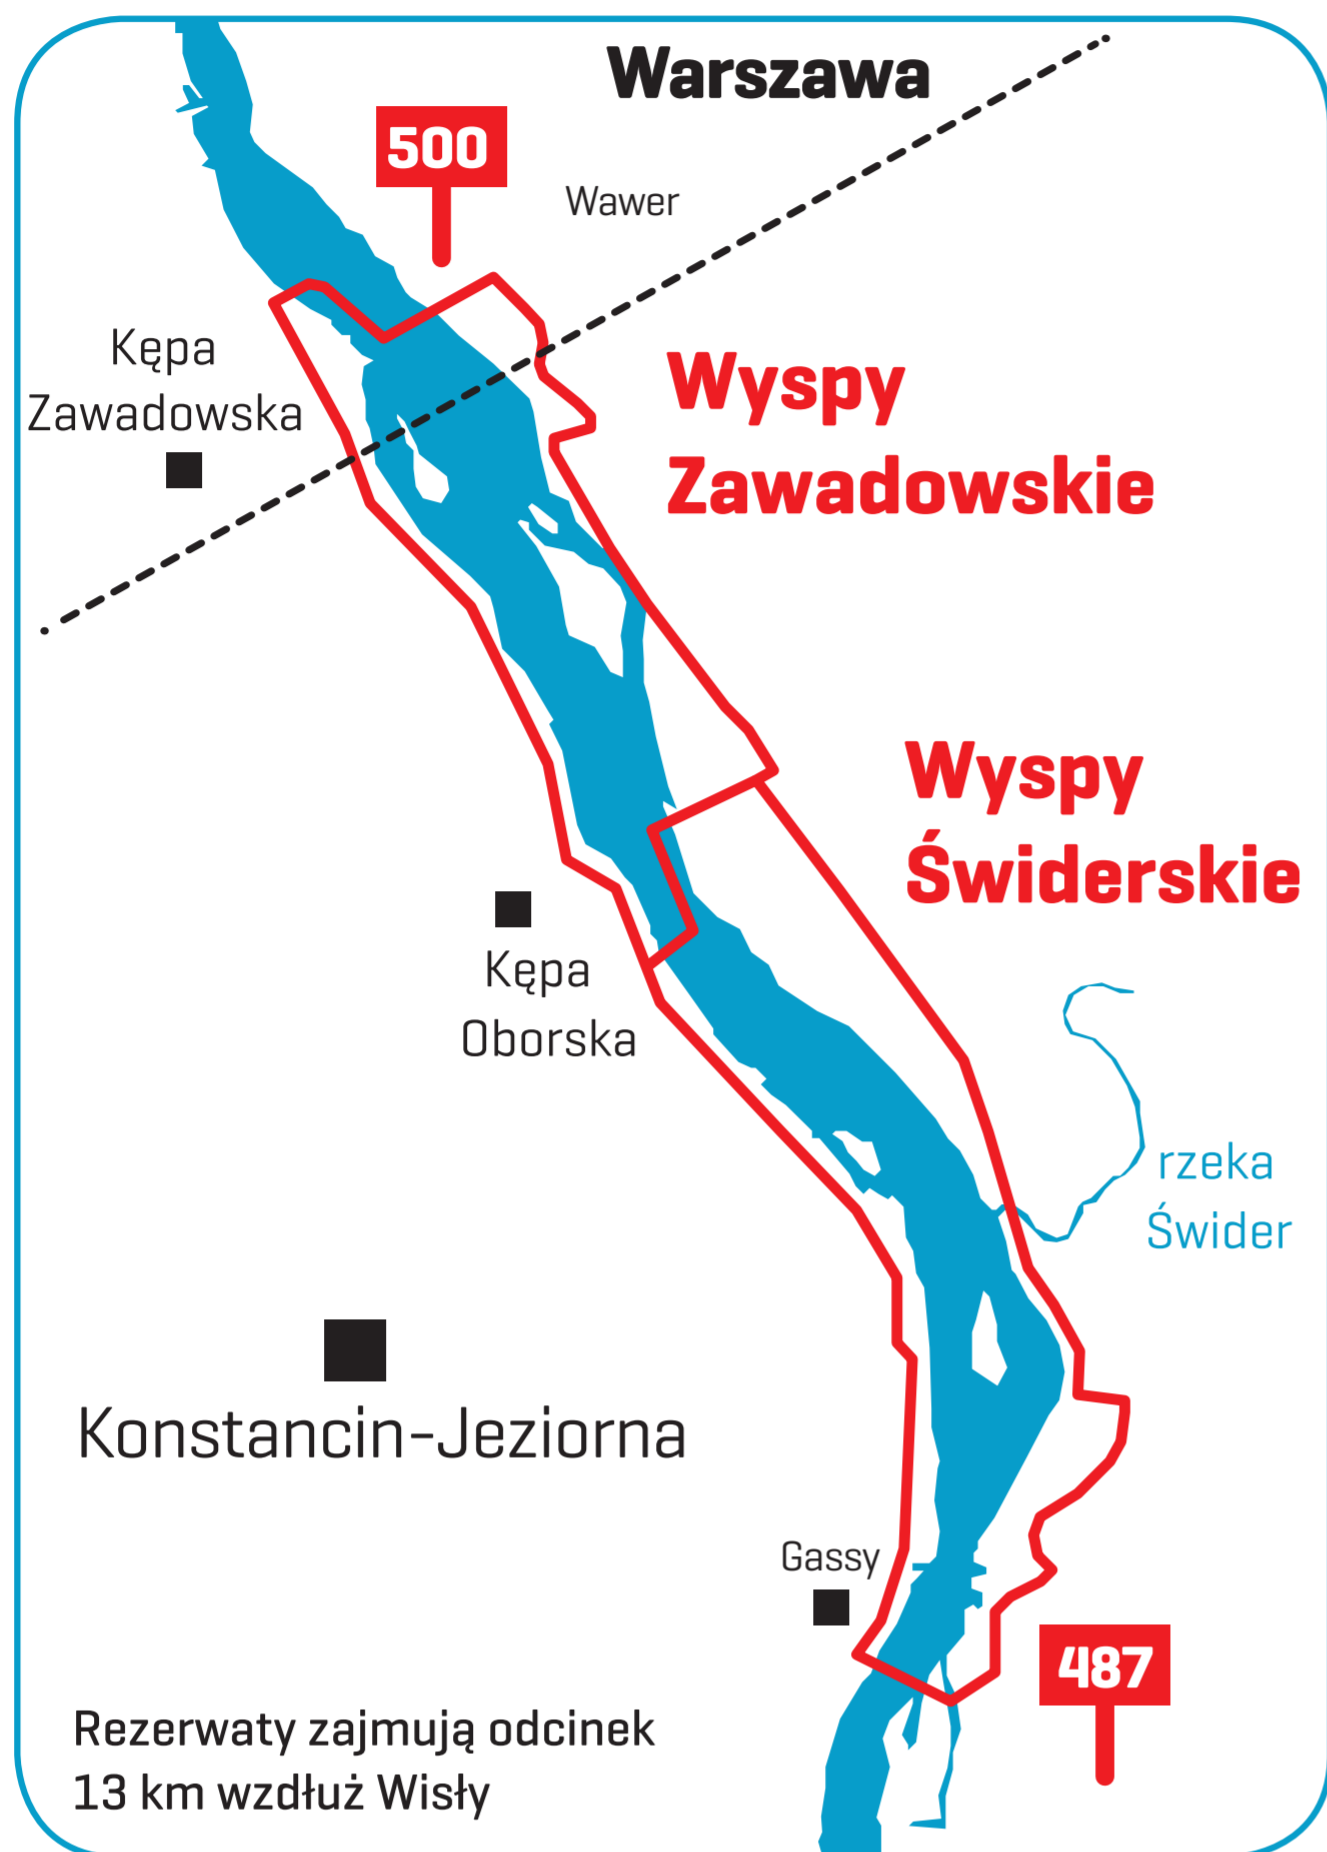 Warszawa
500
Wawer
Kępa
Zawadowska
Wyspy
Zawadowskie
Wyspy
Świderskie
Kępa
Oborska
rzeka
Świder
Konstancin-Jeziorna
Gassy
487
Rezerwaty zajmują odcinek
13 km wzdłuż Wisły